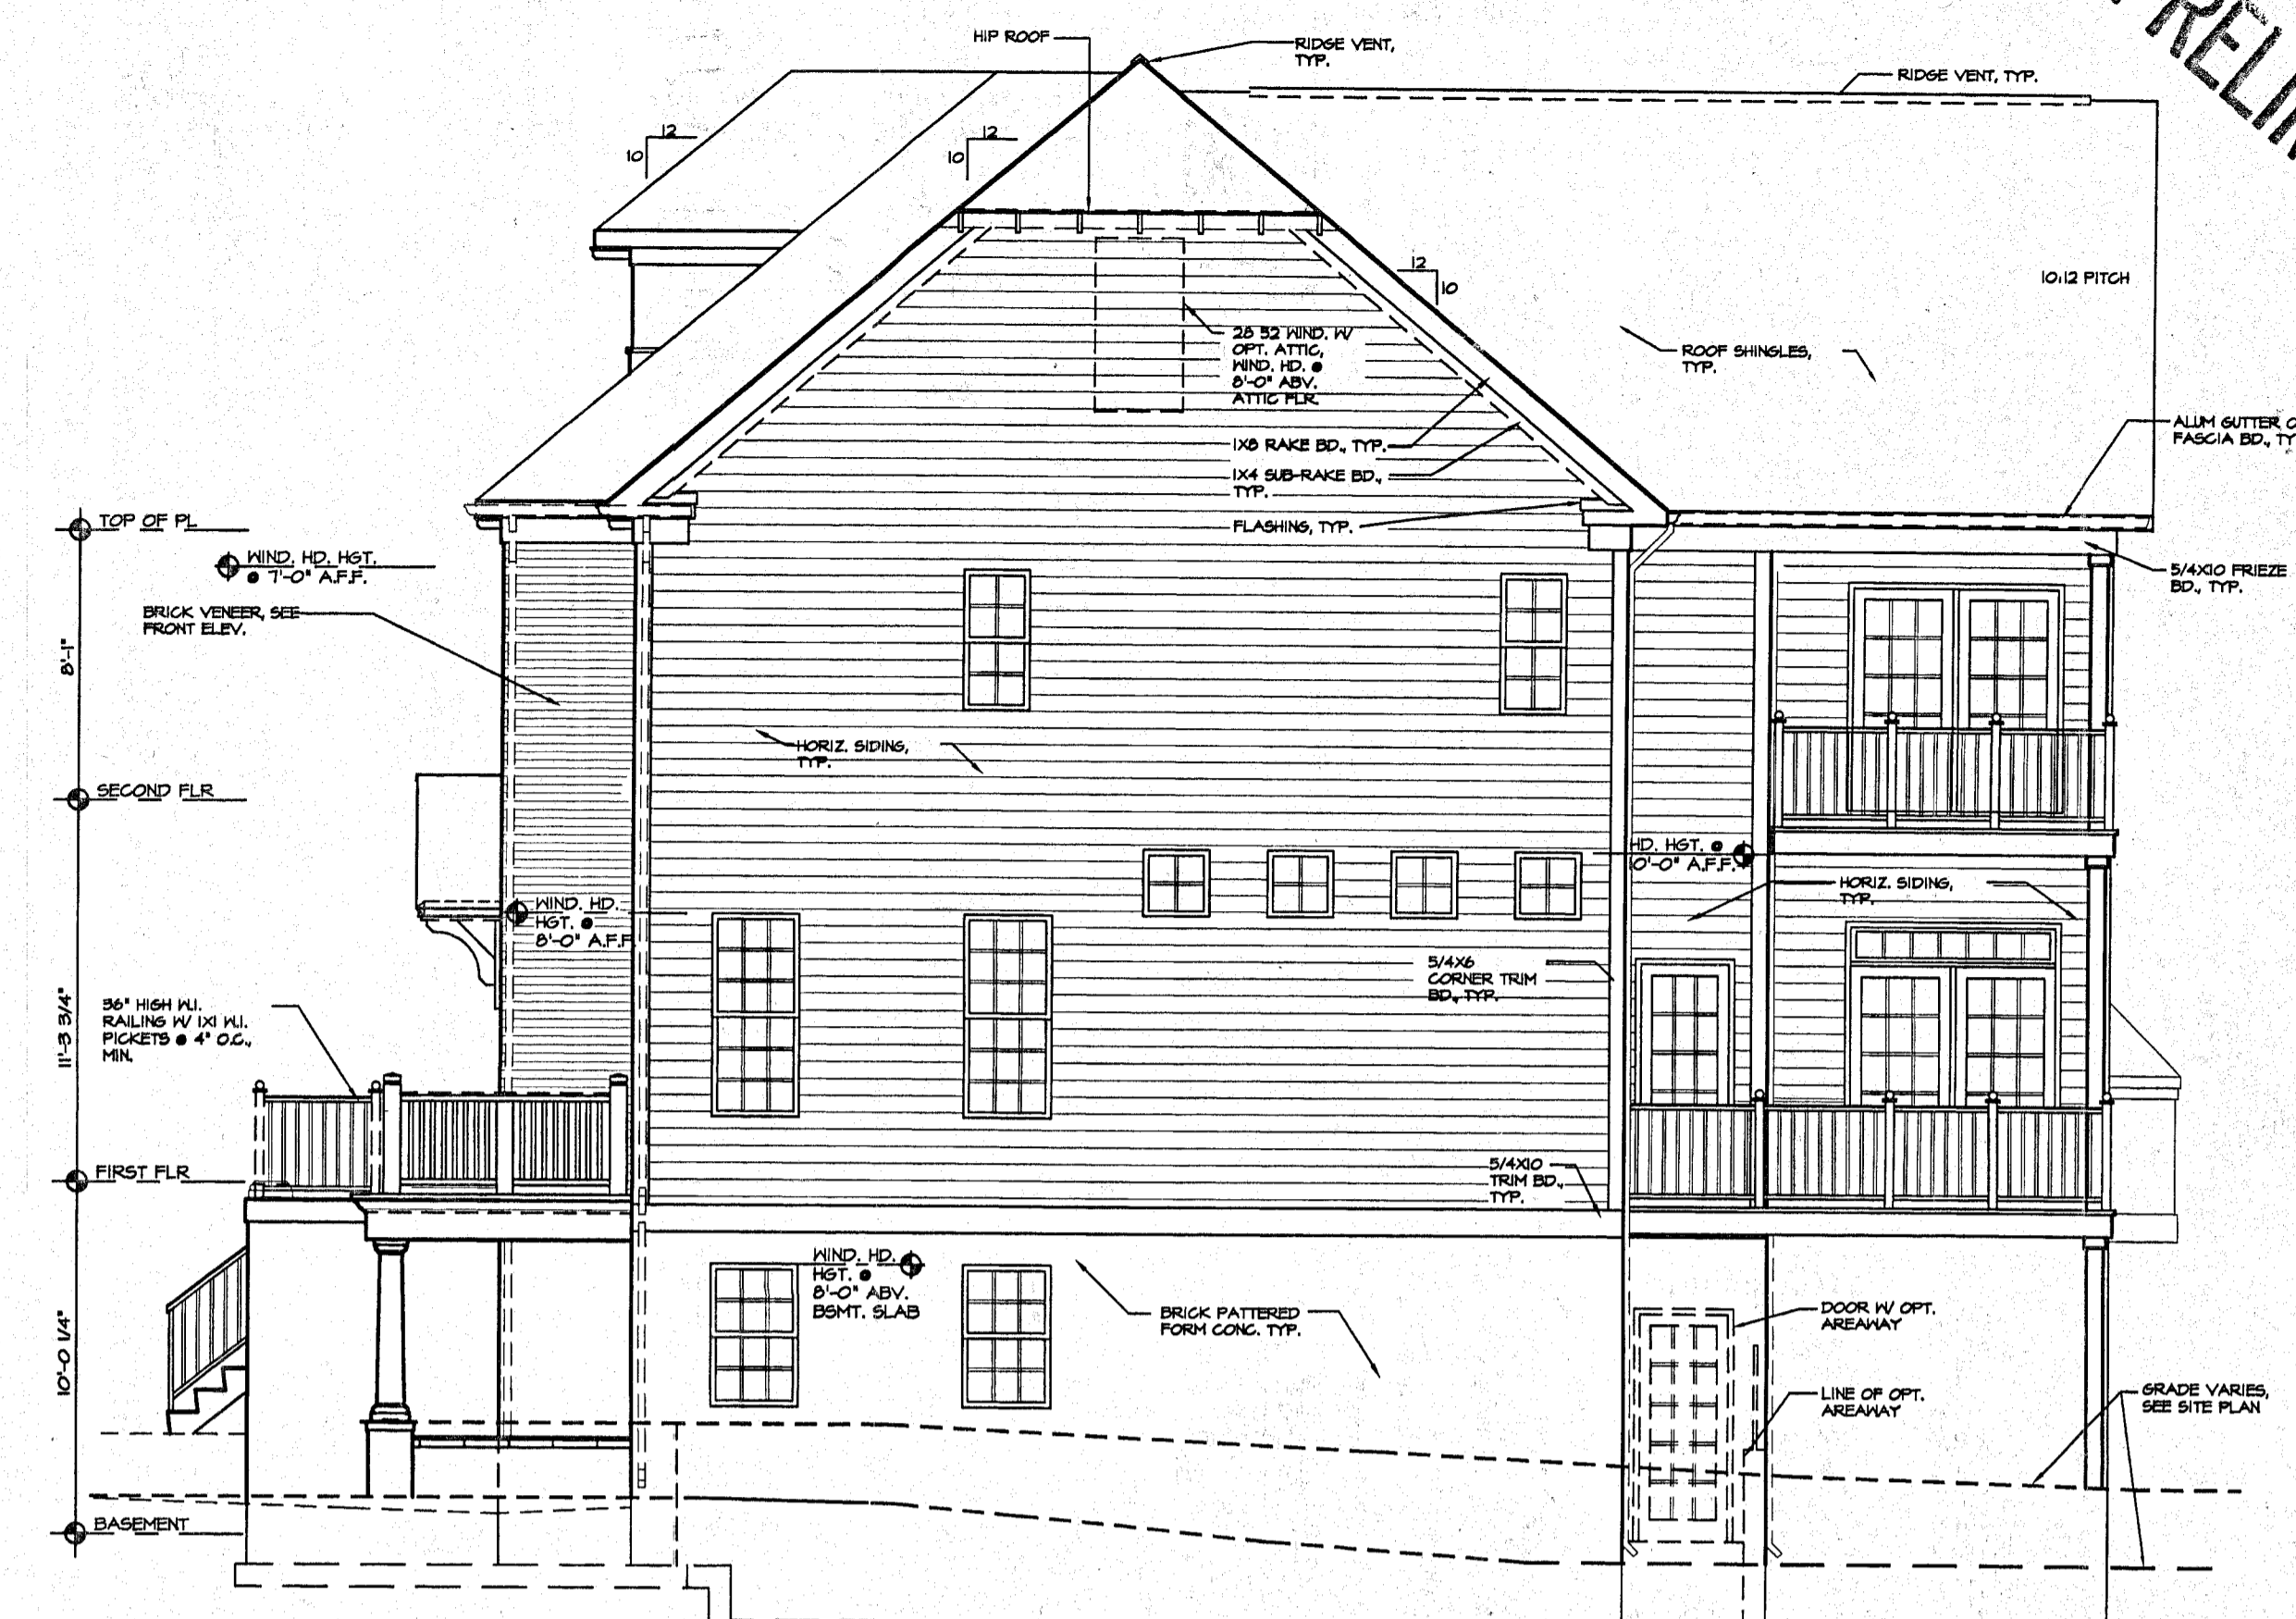 PRELIM
HIP ROOF
RIDGE VENT,
TYP.
RIDGE VENT, TYP.
12
10
12
10
12
10
10:12 PITCH
28 52 WIND. W/
OPT. ATTIC,
WIND. HD. @
8'-0" ABV.
ATTIC FLR.
ROOF SHINGLES,
TYP.
ALUM GUTTER
FASCIA BD.,
1X8 RAKE BD., TYP.
1X4 SUB-RAKE BD.,
TYP.
FLASHING, TYP.
TOP OF PL
WIND. HD. HGT.
@ 7'-0" A.F.F.
BRICK VENEER, SEE
FRONT ELEV.
5/4X10 FRIEZE
BD., TYP.
8'-1"
HORIZ. SIDING,
TYP.
SECOND FLR
HD. HGT. @
0'-0" A.F.F.
HORIZ. SIDING,
TYP.
WIND. HD.
HGT. @
8'-0" A.F.F.
5/4X6
CORNER TRIM
BD., TYP.
36" HIGH W.I.
RAILING W/ 1X1 W.I.
PICKETS @ 4" O.C.,
MIN.
11'-3 3/4"
FIRST FLR
5/4X10
TRIM BD.,
TYP.
WIND. HD.
HGT. @
8'-0" ABV.
BSMT. SLAB
BRICK PATTERED
FORM CONC. TYP.
DOOR W/ OPT.
AREAWAY
10'-0 1/4"
LINE OF OPT.
AREAWAY
GRADE VARIES,
SEE SITE PLAN
BASEMENT